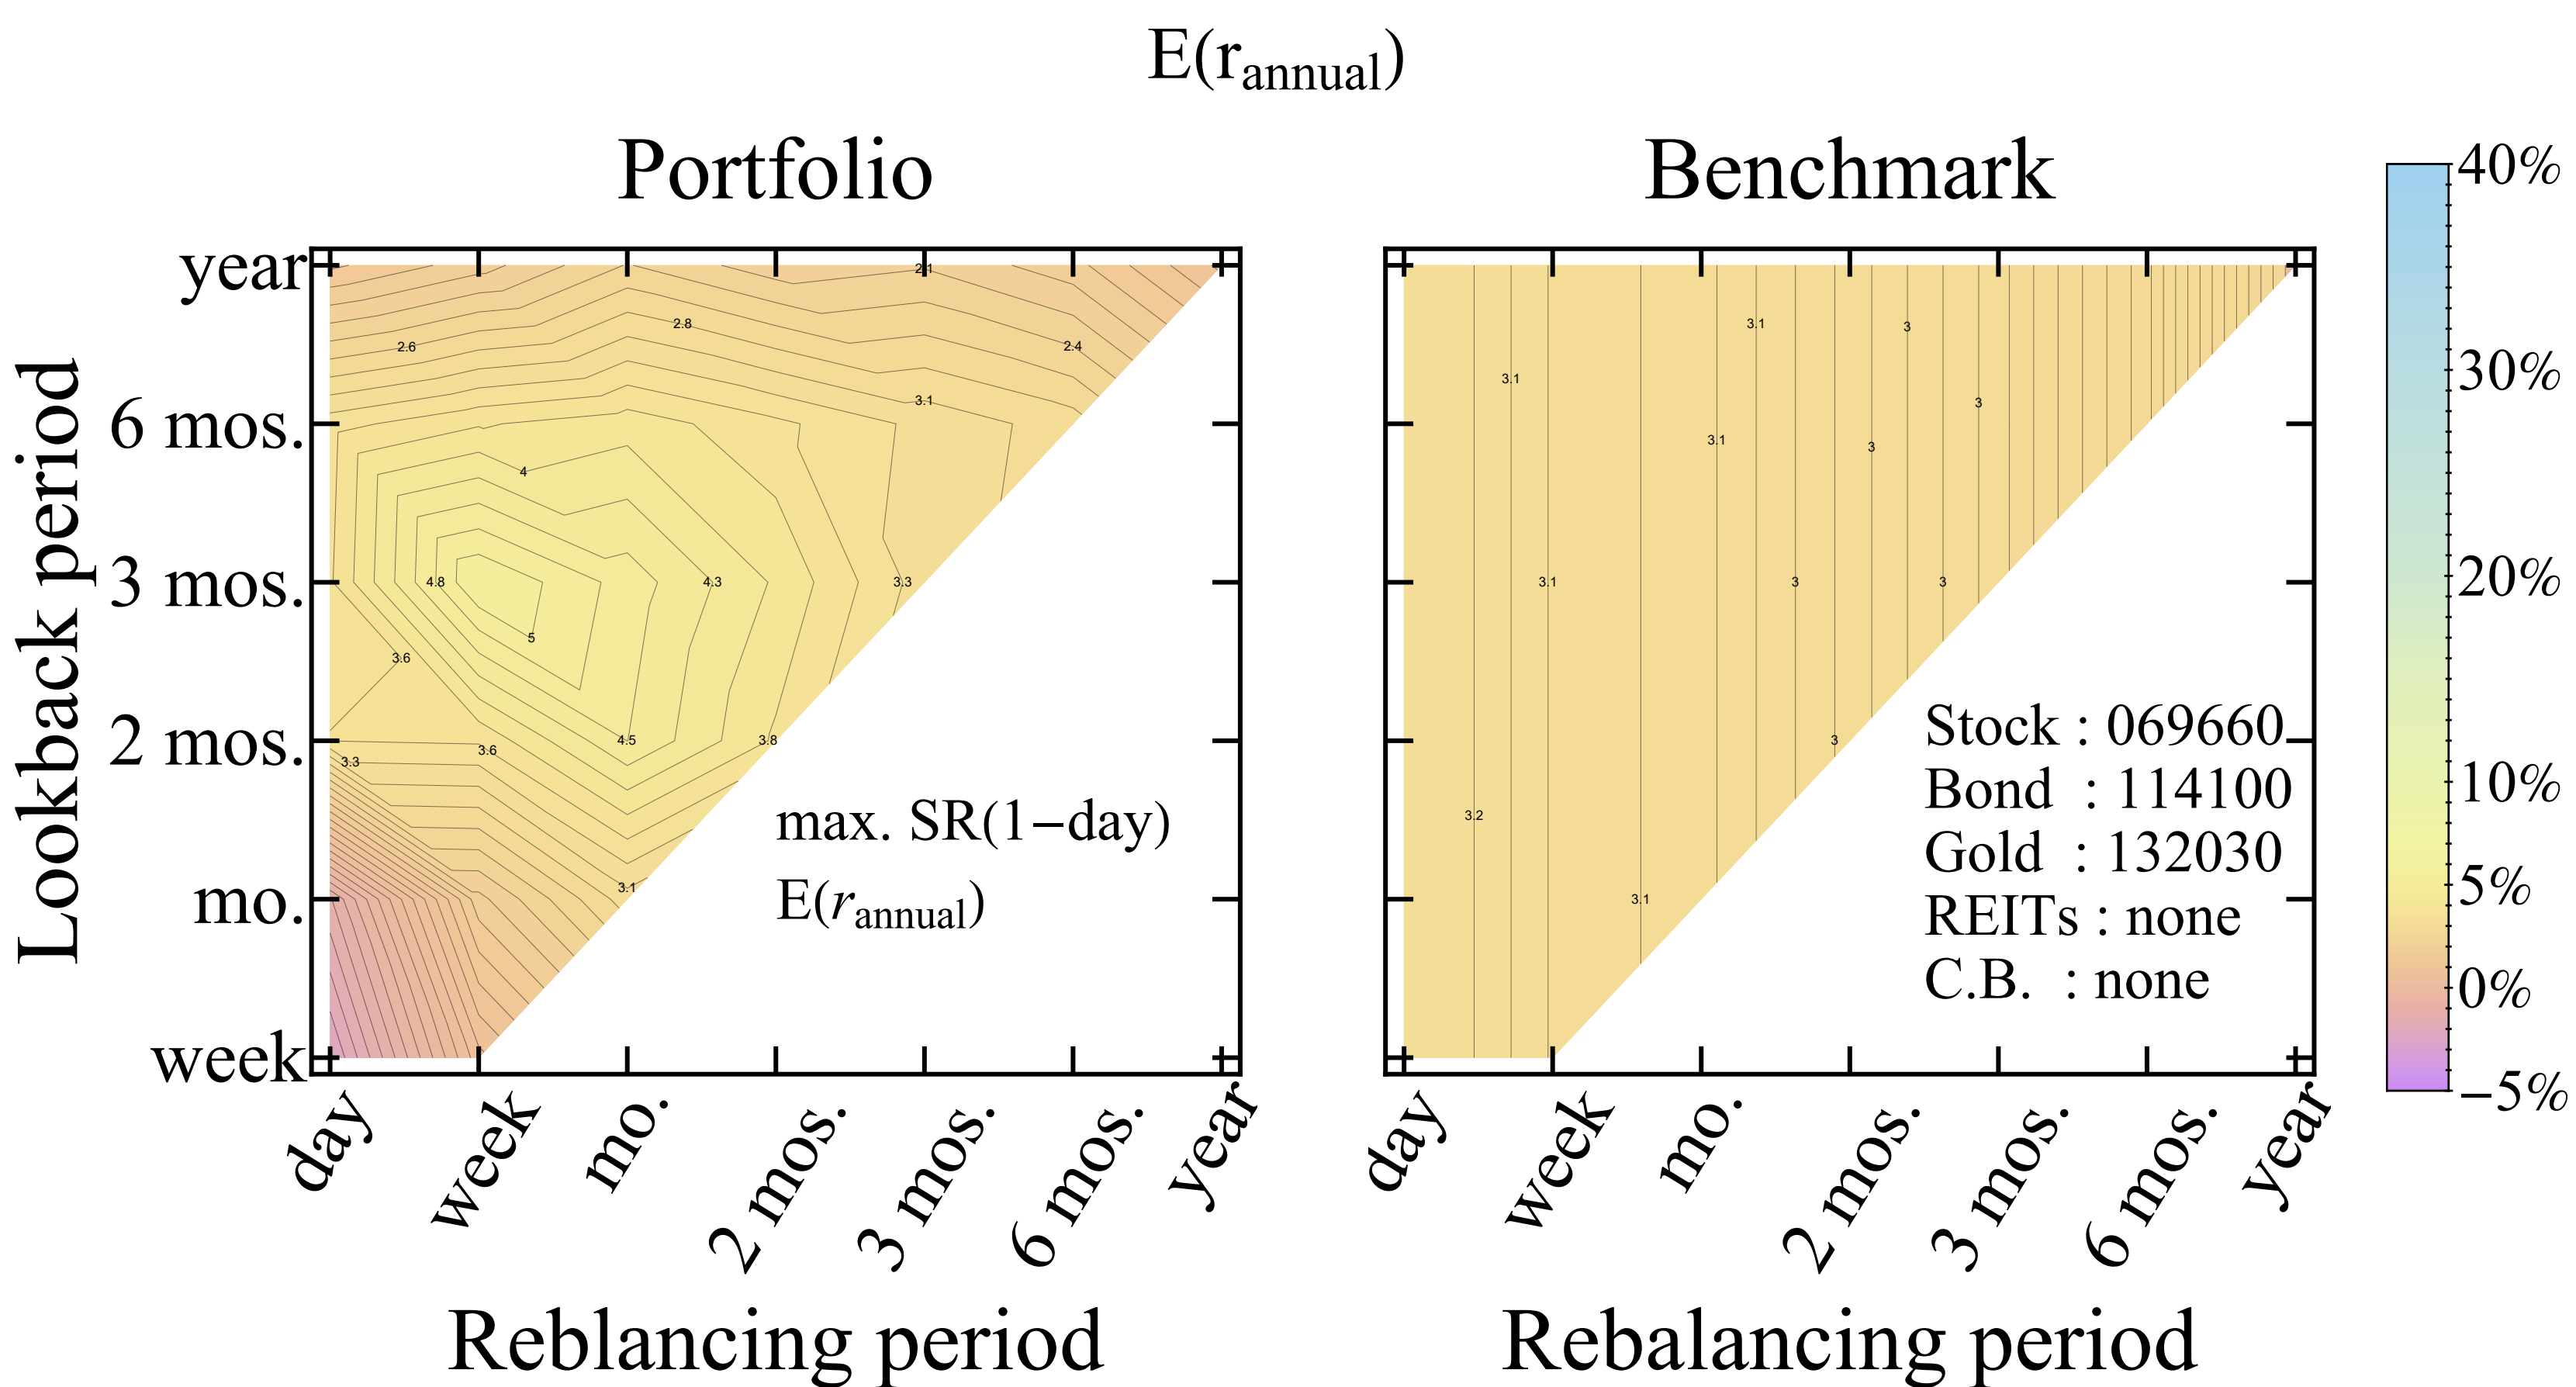 E(r_annual)
Portfolio
Benchmark
Lookback period
year
6 mos.
3 mos.
2 mos.
mo.
week
2.1
2.8
2.6
2.4
3.1
4
4.8
4.3
3.3
5
3.6
3.6
4.5
3.8
3.3
3.1
max. SR(1−day)
E(r_annual)
day
week
mo.
2 mos.
3 mos.
6 mos.
year
Reblancing period
3.1
3
3.1
3
3.1
3
3.1
3
3
3
3.2
3.1
Stock : 069660
Bond : 114100
Gold : 132030
REITs : none
C.B. : none
day
week
mo.
2 mos.
3 mos.
6 mos.
year
Rebalancing period
40%
30%
20%
10%
5%
0%
−5%